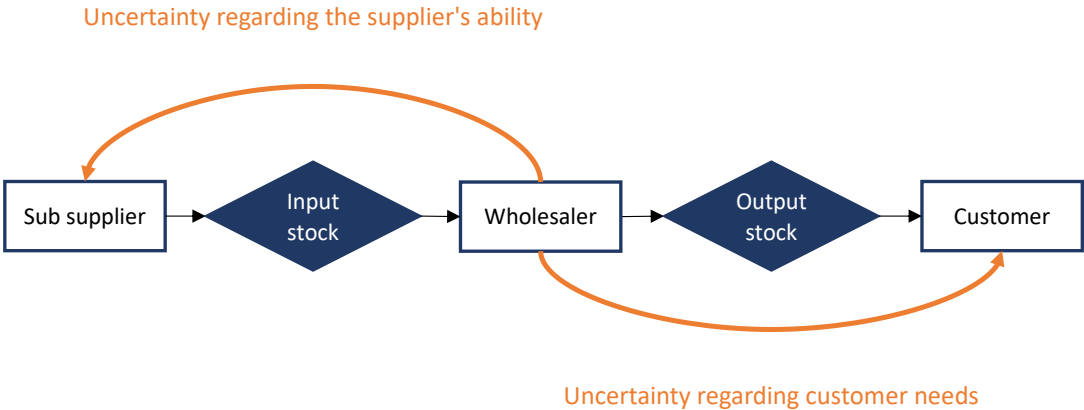 Uncertainty regarding the supplier's ability
Sub supplier
Input
stock
Wholesaler
Output
stock
Customer
Uncertainty regarding customer needs